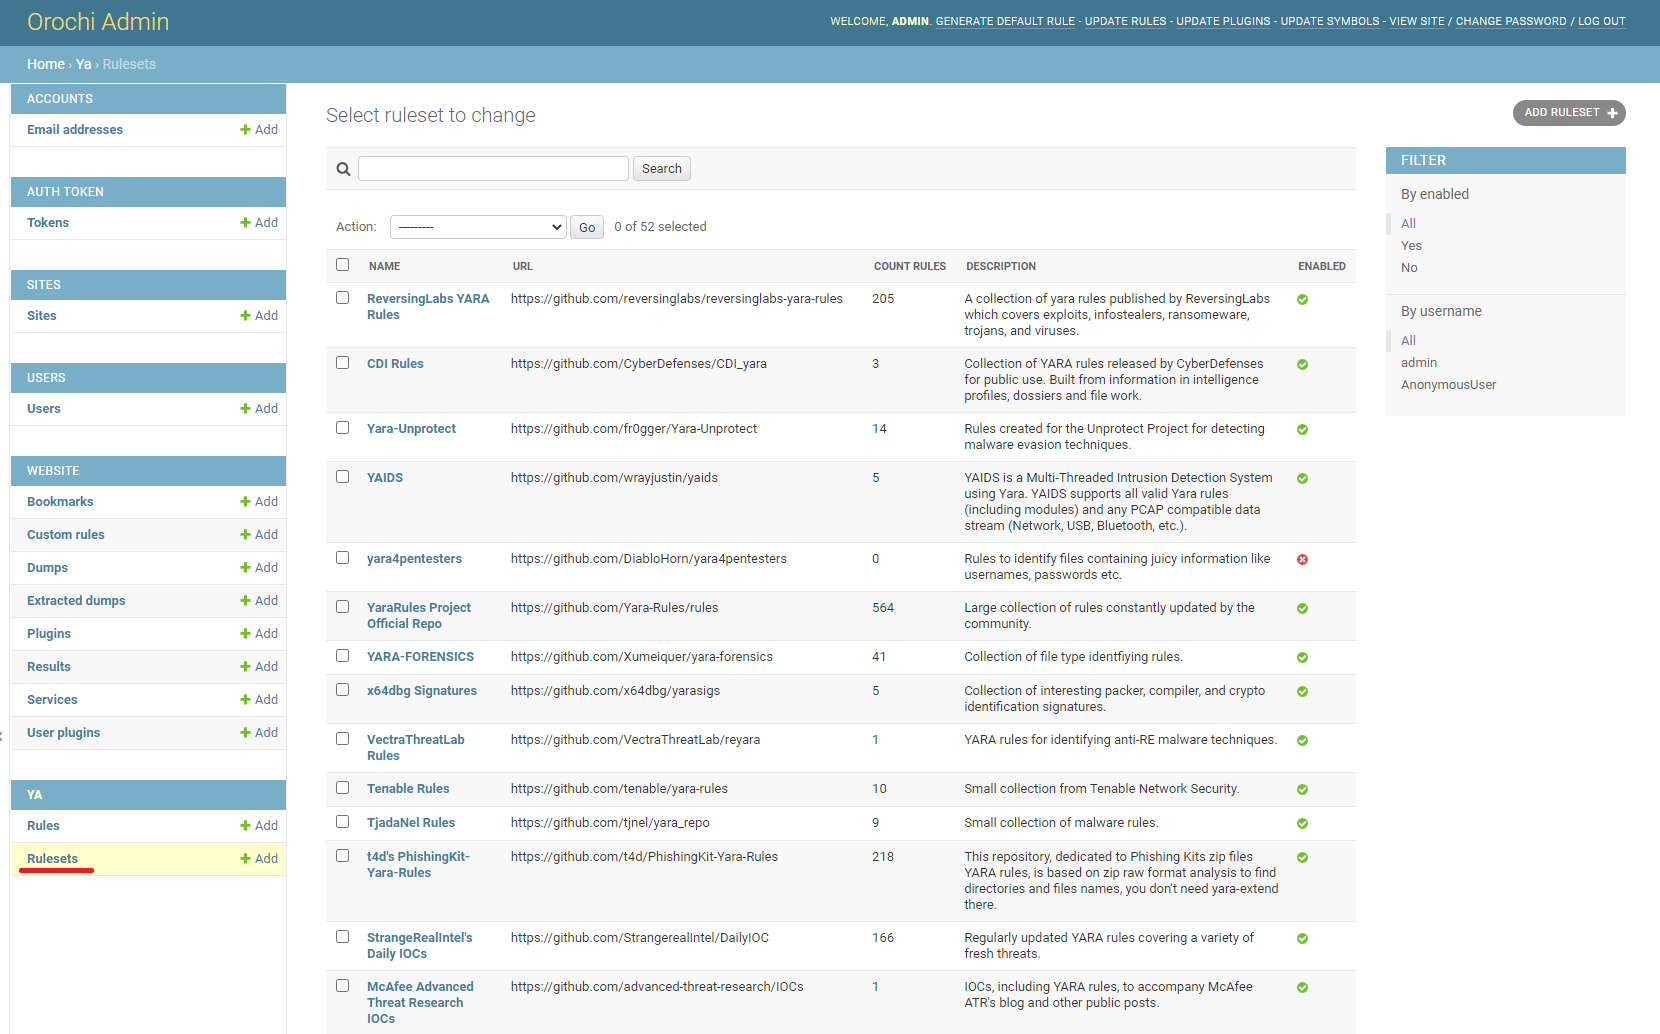 Orochi Admin
WELCOME, ADMIN. GENERATE DEFAULT RULE - UPDATE RULES - UPDATE PLUGINS - UPDATE SYMBOLS - VIEW SITE / CHANGE PASSWORD / LOG OUT
Home › Ya › Rulesets
ACCOUNTS
Email addresses Add
AUTH TOKEN
Tokens Add
SITES
Sites Add
USERS
Users Add
WEBSITE
Bookmarks Add
Custom rules Add
Dumps Add
Extracted dumps Add
Plugins Add
Results Add
Services Add
User plugins Add
YA
Rules Add
Rulesets Add
Select ruleset to change
ADD RULESET
Search
Action: --------- Go 0 of 52 selected
NAME URL COUNT RULES DESCRIPTION ENABLED
ReversingLabs YARA https://github.com/reversinglabs/reversinglabs-yara-rules 205 A collection of yara rules published by ReversingLabs
Rules which covers exploits, infostealers, ransomeware,
trojans, and viruses.
CDI Rules https://github.com/CyberDefenses/CDI_yara 3 Collection of YARA rules released by CyberDefenses
for public use. Built from information in intelligence
profiles, dossiers and file work.
Yara-Unprotect https://github.com/fr0gger/Yara-Unprotect 14 Rules created for the Unprotect Project for detecting
malware evasion techniques.
YAIDS https://github.com/wrayjustin/yaids 5 YAIDS is a Multi-Threaded Intrusion Detection System
using Yara. YAIDS supports all valid Yara rules
(including modules) and any PCAP compatible data
stream (Network, USB, Bluetooth, etc.).
yara4pentesters https://github.com/DiabloHorn/yara4pentesters 0 Rules to identify files containing juicy information like
usernames, passwords etc.
YaraRules Project https://github.com/Yara-Rules/rules 564 Large collection of rules constantly updated by the
Official Repo community.
YARA-FORENSICS https://github.com/Xumeiquer/yara-forensics 41 Collection of file type identfiying rules.
x64dbg Signatures https://github.com/x64dbg/yarasigs 5 Collection of interesting packer, compiler, and crypto
identification signatures.
VectraThreatLab https://github.com/VectraThreatLab/reyara 1 YARA rules for identifying anti-RE malware techniques.
Rules
Tenable Rules https://github.com/tenable/yara-rules 10 Small collection from Tenable Network Security.
TjadaNel Rules https://github.com/tjnel/yara_repo 9 Small collection of malware rules.
t4d's PhishingKit- https://github.com/t4d/PhishingKit-Yara-Rules 218 This repository, dedicated to Phishing Kits zip files
Yara-Rules YARA rules, is based on zip raw format analysis to find
directories and files names, you don't need yara-extend
there.
StrangeRealIntel's https://github.com/StrangerealIntel/DailyIOC 166 Regularly updated YARA rules covering a variety of
Daily IOCs fresh threats.
McAfee Advanced https://github.com/advanced-threat-research/IOCs 1 IOCs, including YARA rules, to accompany McAfee
Threat Research ATR's blog and other public posts.
IOCs
FILTER
By enabled
All
Yes
No
By username
All
admin
AnonymousUser